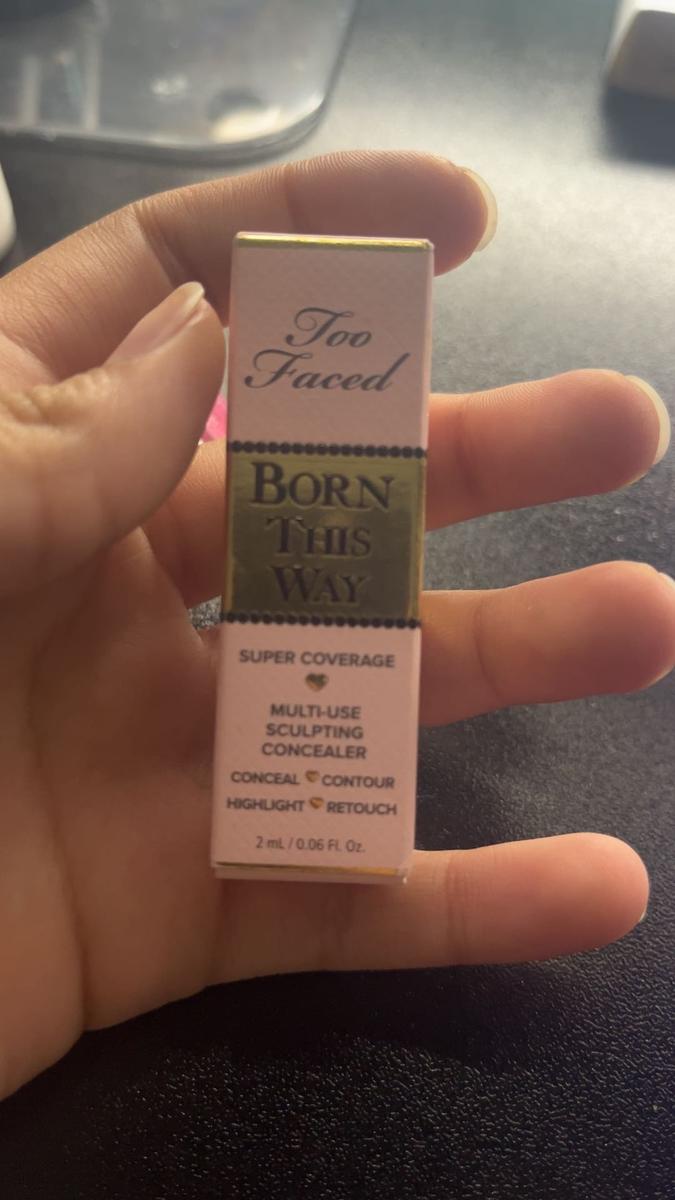 Too
Faced
BORN
THIS
WAY
SUPER COVERAGE
MULTI-USE
SCULPTING
CONCEALER
CONCEAL CONTOUR
HIGHLIGHT RETOUCH
2 mL / 0.06 Fl. Oz.